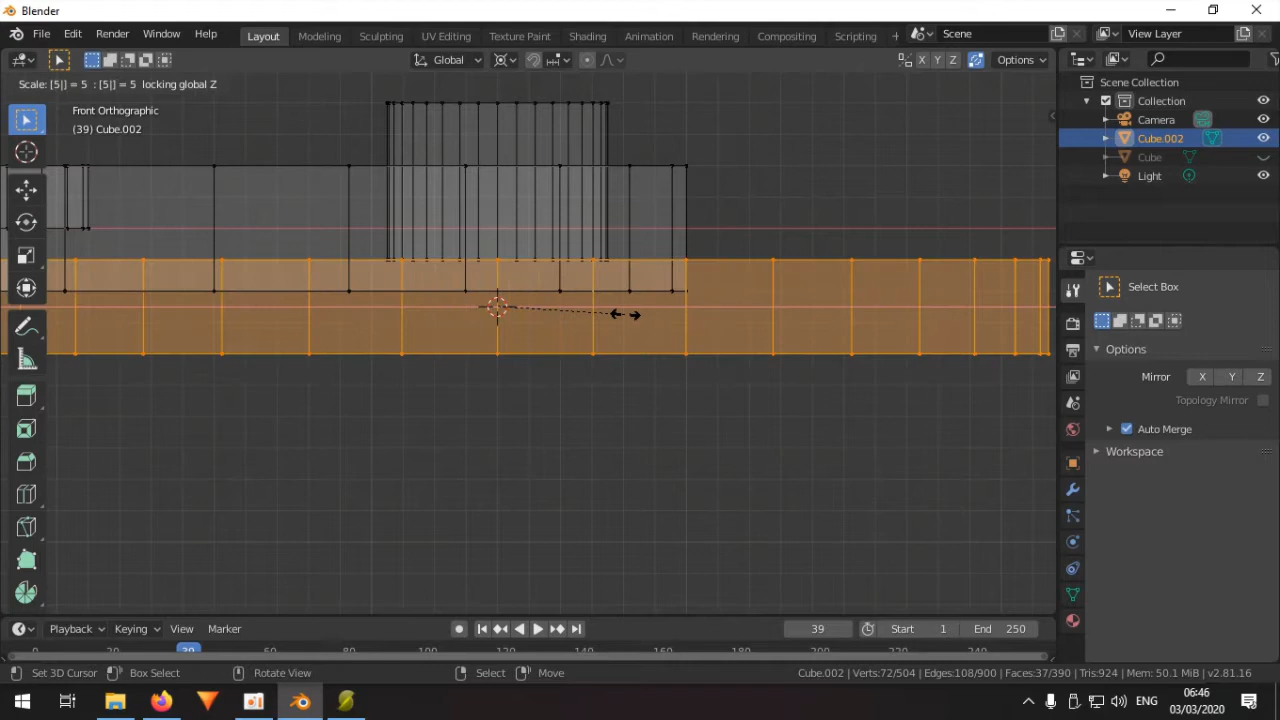 Blender
File Edit Render Window Help
Layout Modeling Sculpting UV Editing Texture Paint Shading Animation Rendering Compositing Scripting +
Scene
View Layer
Global
X Y Z
Options
Scale: [5|] = 5 : [5|] = 5 locking global Z
Front Orthographic
(39) Cube.002
Scene Collection
Collection
Camera
Cube.002
Cube
Light
Select Box
Options
Mirror X Y Z
Topology Mirror
Auto Merge
Workspace
Playback Keying View Marker
39
Start 1
End 250
0 20 39 60 80 100 120 140 160 180 200 220 240
Set 3D Cursor Box Select Rotate View Select Move
Cube.002 | Verts:72/504 | Edges:108/900 | Faces:37/390 | Tris:924 | Mem: 50.1 MiB | v2.81.16
ENG
06:46
03/03/2020